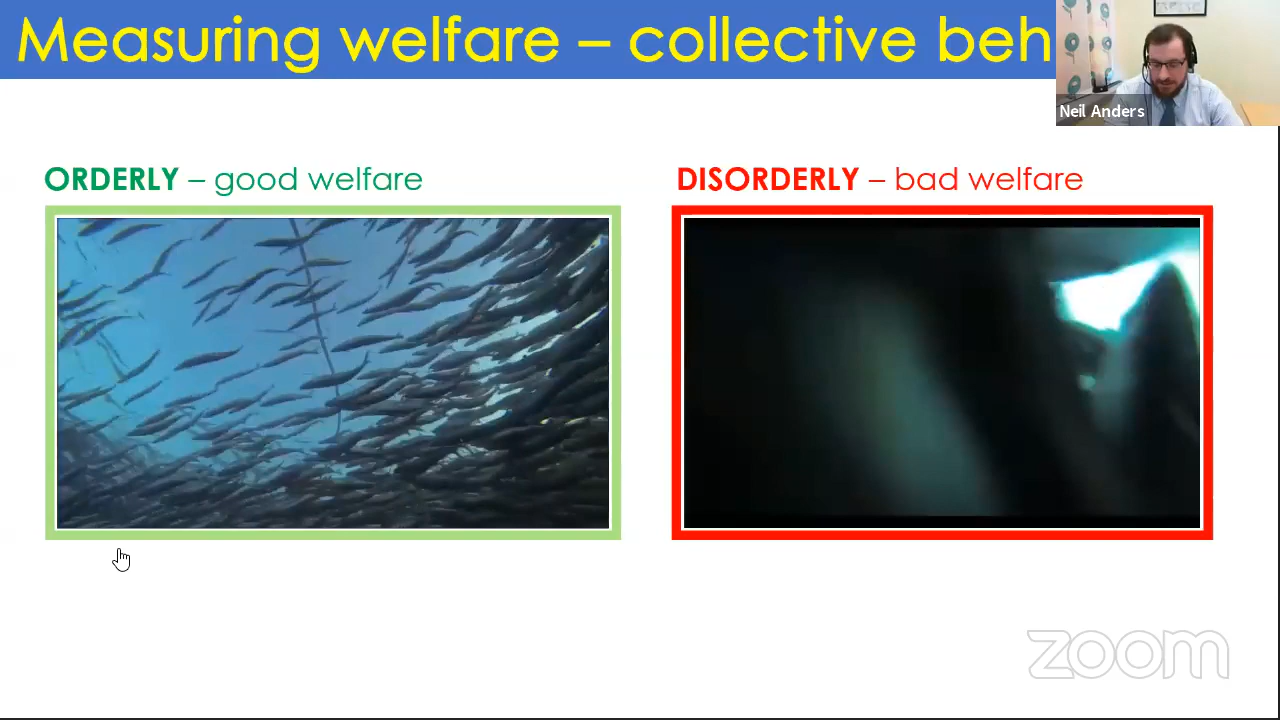 Measuring welfare – collective beh
Neil Anders
ORDERLY – good welfare
DISORDERLY – bad welfare
zoom